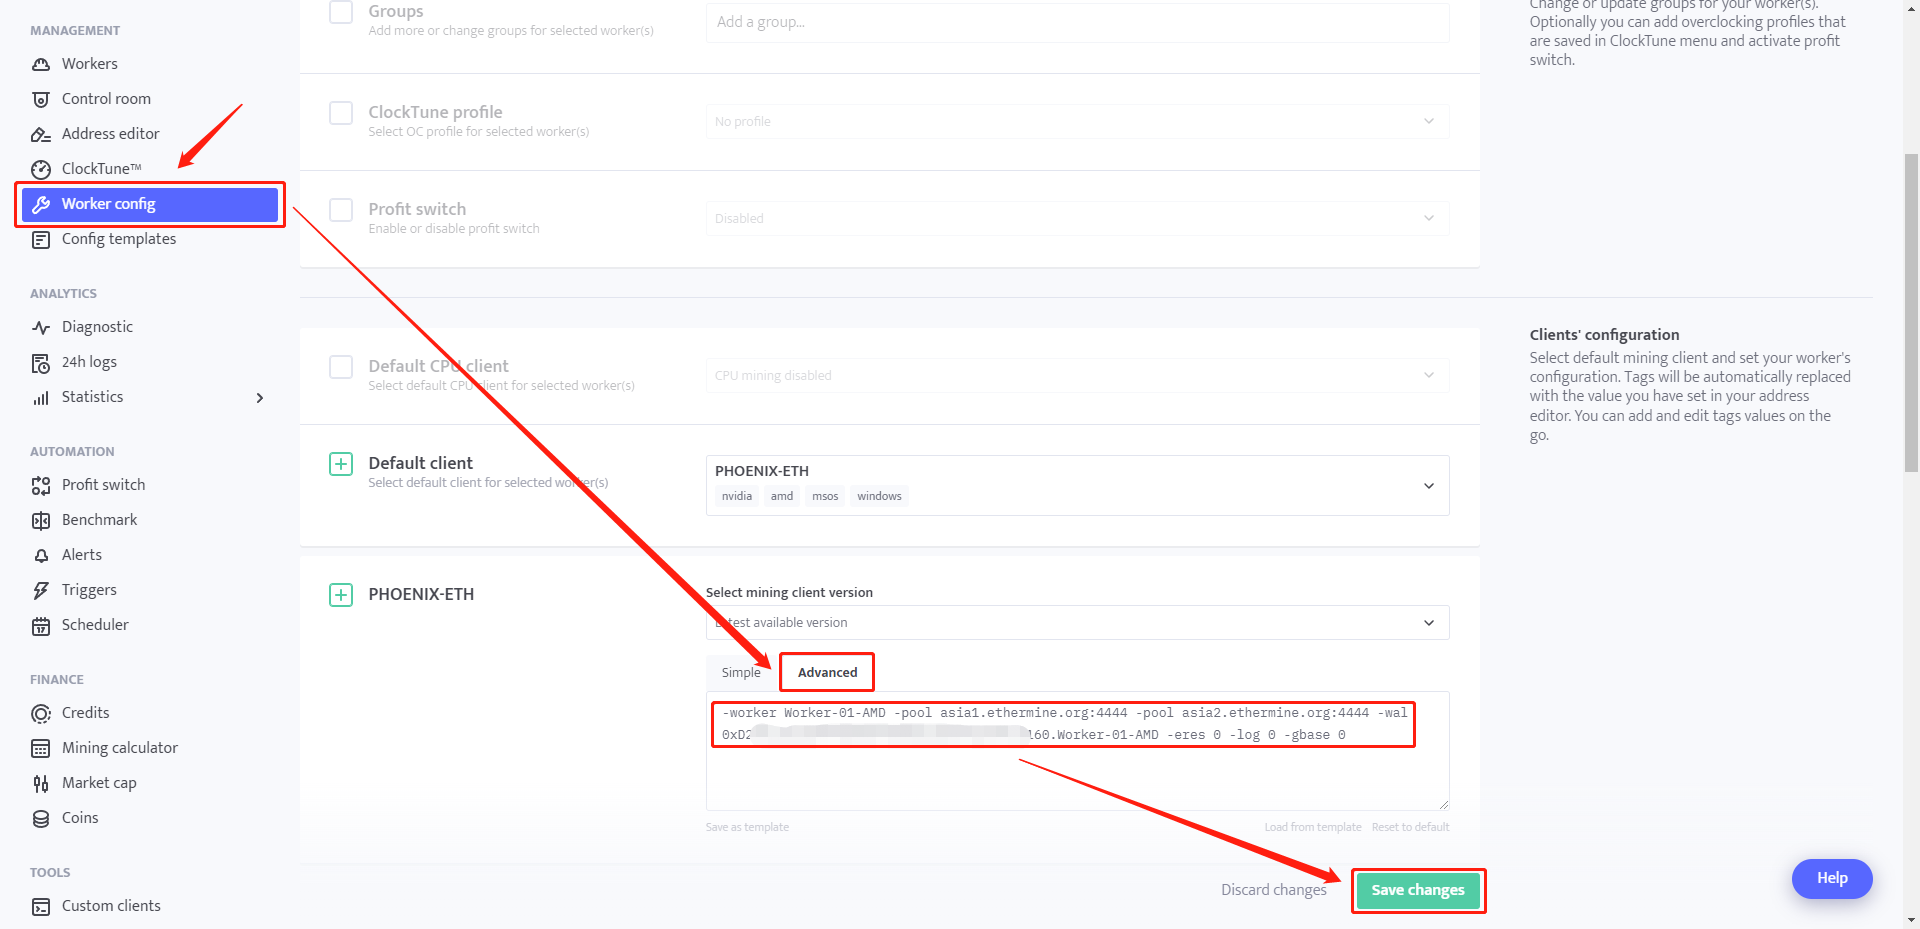 MANAGEMENT
Workers
Control room
Address editor
ClockTune™
Worker config
Config templates
ANALYTICS
Diagnostic
24h logs
Statistics
AUTOMATION
Profit switch
Benchmark
Alerts
Triggers
Scheduler
FINANCE
Credits
Mining calculator
Market cap
Coins
TOOLS
Custom clients
Groups
Add more or change groups for selected worker(s)
Add a group...
ClockTune profile
Select OC profile for selected worker(s)
No profile
Profit switch
Enable or disable profit switch
Disabled
Default CPU client
Select default CPU client for selected worker(s)
CPU mining disabled
Default client
Select default client for selected worker(s)
PHOENIX-ETH
nvidia amd msos windows
PHOENIX-ETH
Select mining client version
Latest available version
Simple Advanced
-worker Worker-01-AMD -pool asia1.ethermine.org:4444 -pool asia2.ethermine.org:4444 -wal
0xD2 160.Worker-01-AMD -eres 0 -log 0 -gbase 0
Save as template
Load from template Reset to default
Discard changes
Save changes
Change or update groups for your worker(s).
Optionally you can add overclocking profiles that
are saved in ClockTune menu and activate profit
switch.
Clients' configuration
Select default mining client and set your worker's
configuration. Tags will be automatically replaced
with the value you have set in your address
editor. You can add and edit tags values on the
go.
Help